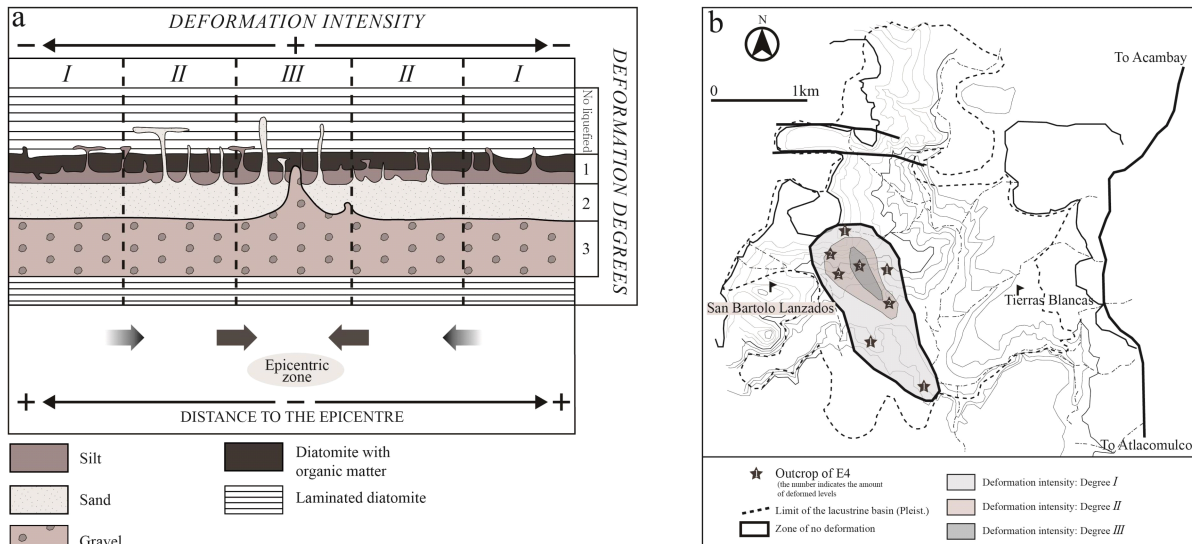 a
DEFORMATION INTENSITY
− + −
I II III II I
No liquefied
1
2
3
DEFORMATION DEGREES
Epicentric
zone
+ − +
DISTANCE TO THE EPICENTRE
Silt
Sand
Gravel
Diatomite with
organic matter
Laminated diatomite
b
N
0 1km
To Acambay
San Bartolo Lanzados
Tierras Blancas
To Atlacomulco
Outcrop of E4
(the number indicates the amount
of deformed levels
Limit of the lacustrine basin (Pleist.)
Zone of no deformation
Deformation intensity: Degree I
Deformation intensity: Degree II
Deformation intensity: Degree III